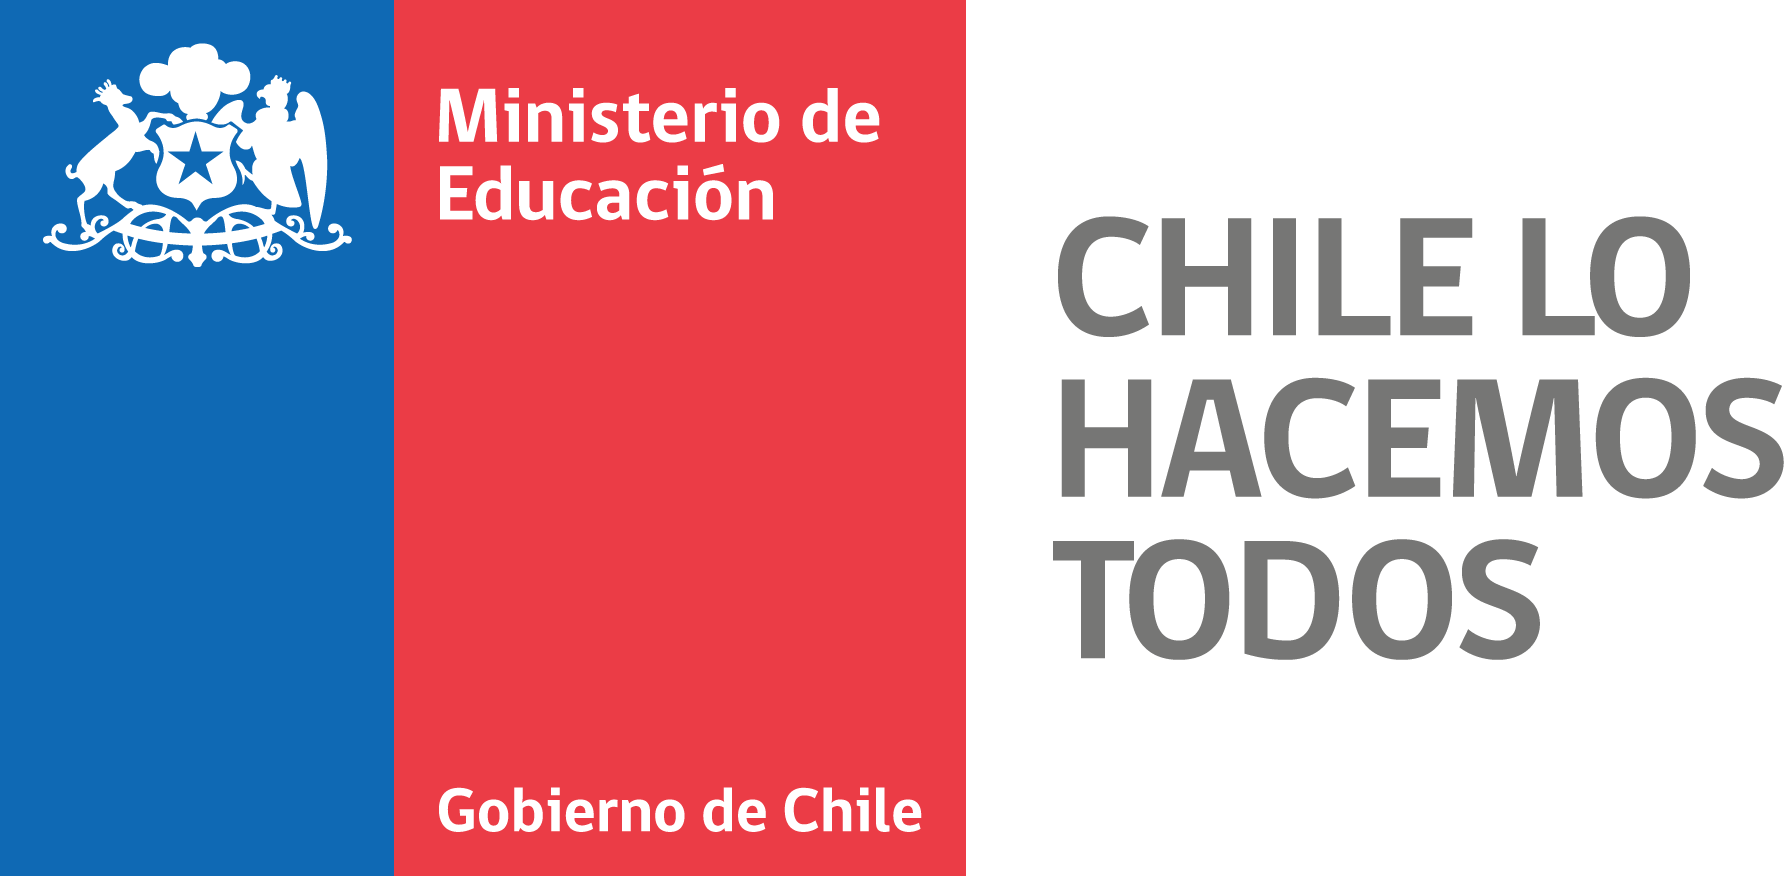 Ministerio de
Educación
Gobierno de Chile
CHILE LO
HACEMOS
TODOS